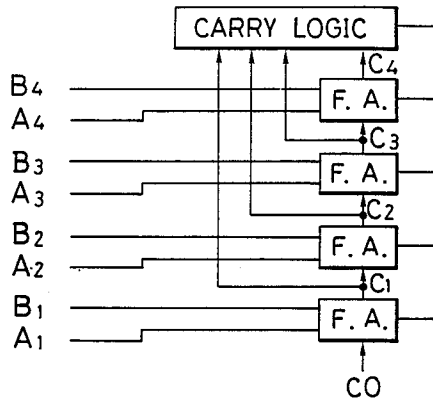 CARRY LOGIC
C4
B4
F. A.
A4
C3
B3
F. A.
A3
C2
B2
F. A.
A2
C1
B1
F. A.
A1
CO